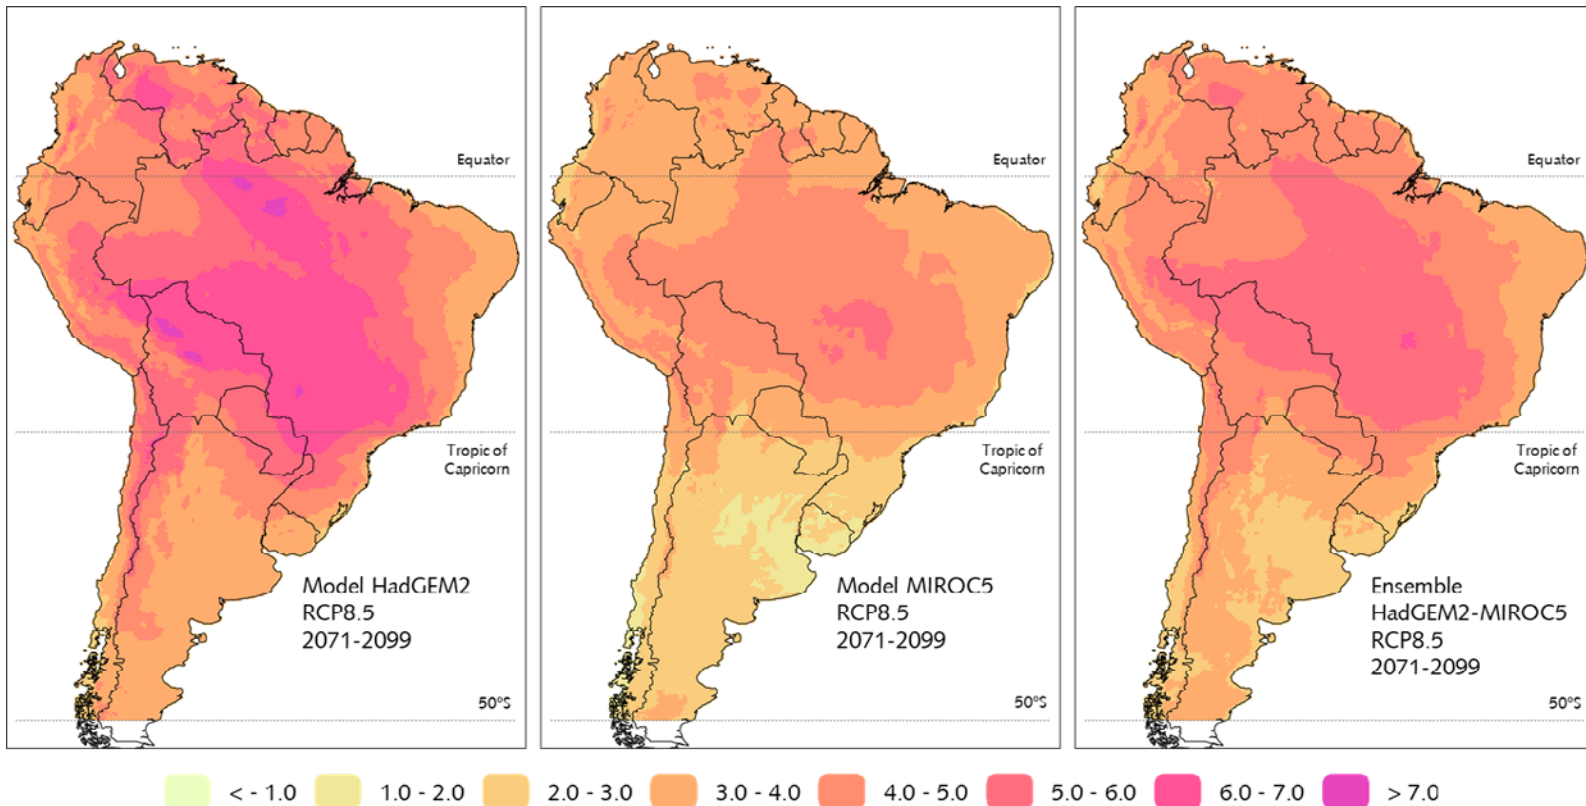 Equator
Tropic of
Capricorn
Model HadGEM2
RCP8.5
2071-2099
50ºS
Equator
Tropic of
Capricorn
Model MIROC5
RCP8.5
2071-2099
50ºS
Equator
Tropic of
Capricorn
Ensemble
HadGEM2-MIROC5
RCP8.5
2071-2099
50ºS
< - 1.0 1.0 - 2.0 2.0 - 3.0 3.0 - 4.0 4.0 - 5.0 5.0 - 6.0 6.0 - 7.0 > 7.0